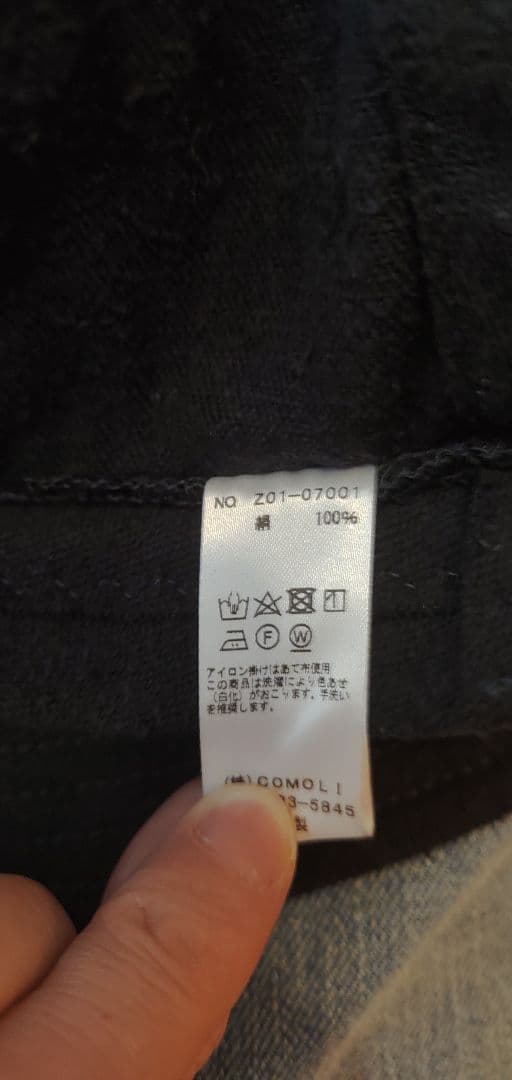 NO Z01-07001
絹 100%
F W
アイロン掛けはあて布使用
この商品は洗濯により色あせ
(白化)がおこります。手洗い
を推奨します。
(株)COMOLI
3-5845
製